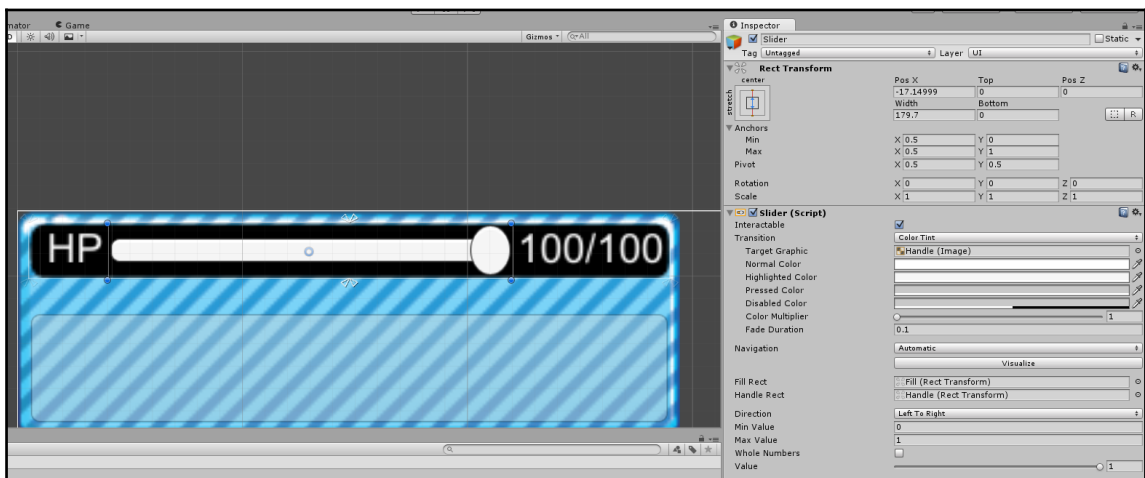 mator Game
Gizmos All
HP 100/100
Inspector
Slider Static
Tag Untagged Layer UI
Rect Transform
center
stretch
Pos X Top Pos Z
-17.14999 0 0
Width Bottom
179.7 0 R
Anchors
Min X 0.5 Y 0
Max X 0.5 Y 1
Pivot X 0.5 Y 0.5
Rotation X 0 Y 0 Z 0
Scale X 1 Y 1 Z 1
Slider (Script)
Interactable
Transition Color Tint
Target Graphic Handle (Image)
Normal Color
Highlighted Color
Pressed Color
Disabled Color
Color Multiplier 1
Fade Duration 0.1
Navigation Automatic
Visualize
Fill Rect Fill (Rect Transform)
Handle Rect Handle (Rect Transform)
Direction Left To Right
Min Value 0
Max Value 1
Whole Numbers
Value 1